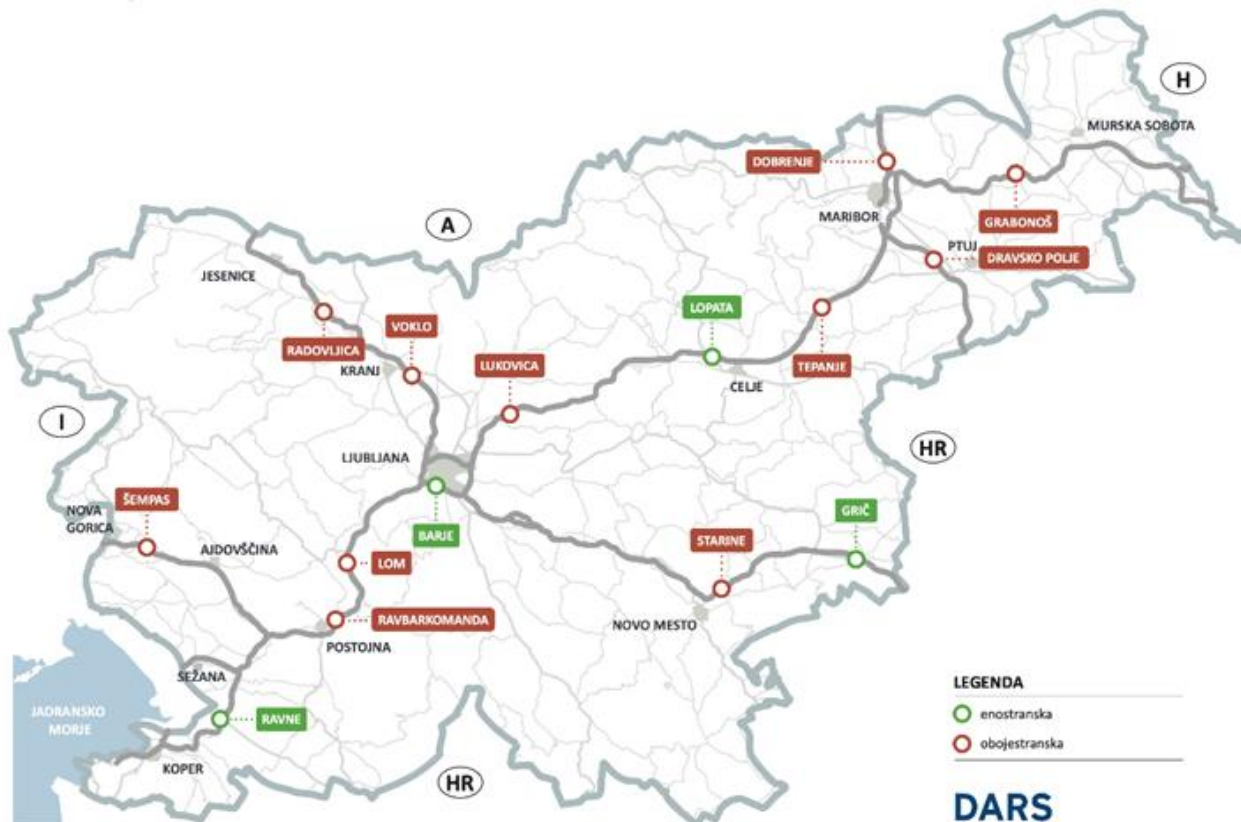 H
MURSKA SOBOTA
DOBRENJE
MARIBOR
GRABONOŠ
A
PTUJ
DRAVSKO POLJE
JESENICE
LOPATA
VOKLO
RADOVLJICA
KRANJ
LUKOVICA
TEPANJE
CELJE
I
LJUBLJANA
HR
ŠEMPAS
NOVA
GORICA
BARJE
GRIČ
AJDOVŠČINA
STARINE
LOM
RAVBARKOMANDA
NOVO MESTO
POSTOJNA
SEŽANA
JADRANSKO
MORJE
RAVNE
KOPER
HR
LEGENDA
enostranska
obojestranska
DARS